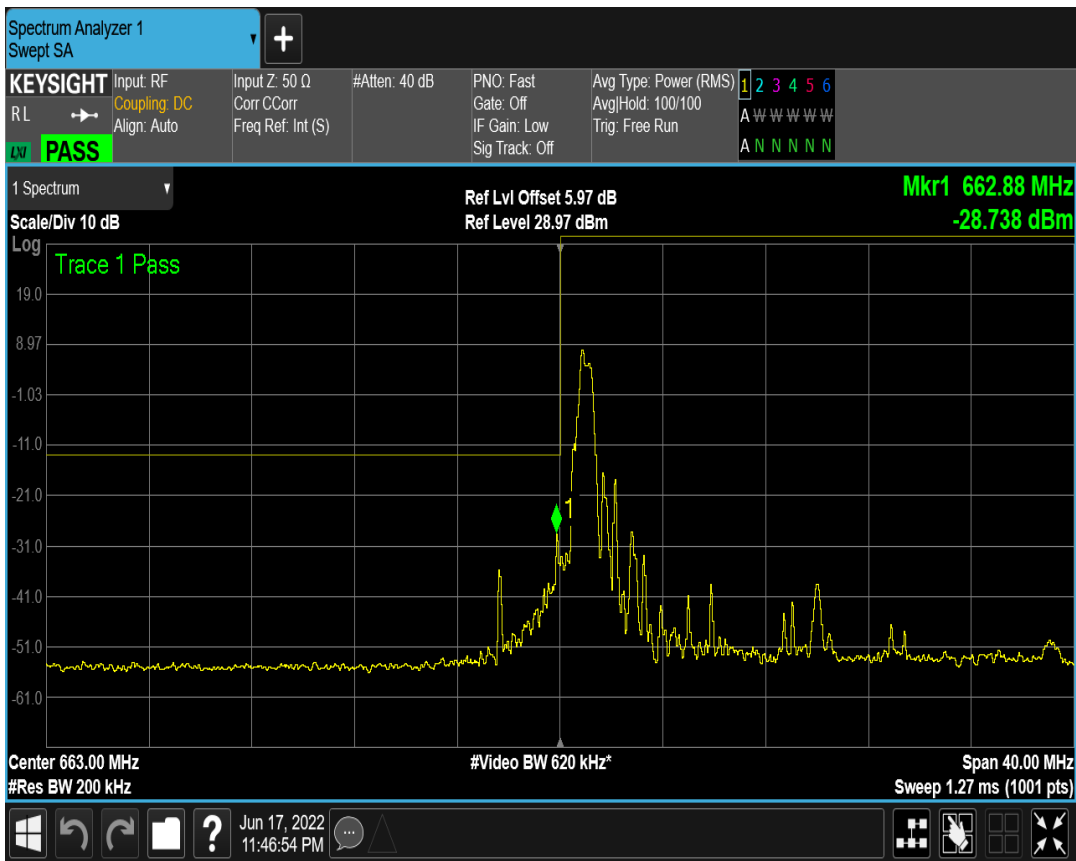 Spectrum Analyzer 1
Swept SA
+
KEYSIGHT
RL
LXI
PASS
Input: RF
Coupling: DC
Align: Auto
Input Z: 50 Ω
Corr CCorr
Freq Ref: Int (S)
#Atten: 40 dB
PNO: Fast
Gate: Off
IF Gain: Low
Sig Track: Off
Avg Type: Power (RMS)
Avg|Hold: 100/100
Trig: Free Run
1 2 3 4 5 6
A W W W W W
A N N N N N
1 Spectrum
Scale/Div 10 dB
Ref Lvl Offset 5.97 dB
Ref Level 28.97 dBm
Mkr1 662.88 MHz
-28.738 dBm
Log
Trace 1 Pass
19.0
8.97
-1.03
-11.0
-21.0
-31.0
-41.0
-51.0
-61.0
1
Center 663.00 MHz
#Res BW 200 kHz
#Video BW 620 kHz*
Span 40.00 MHz
Sweep 1.27 ms (1001 pts)
?
Jun 17, 2022
11:46:54 PM